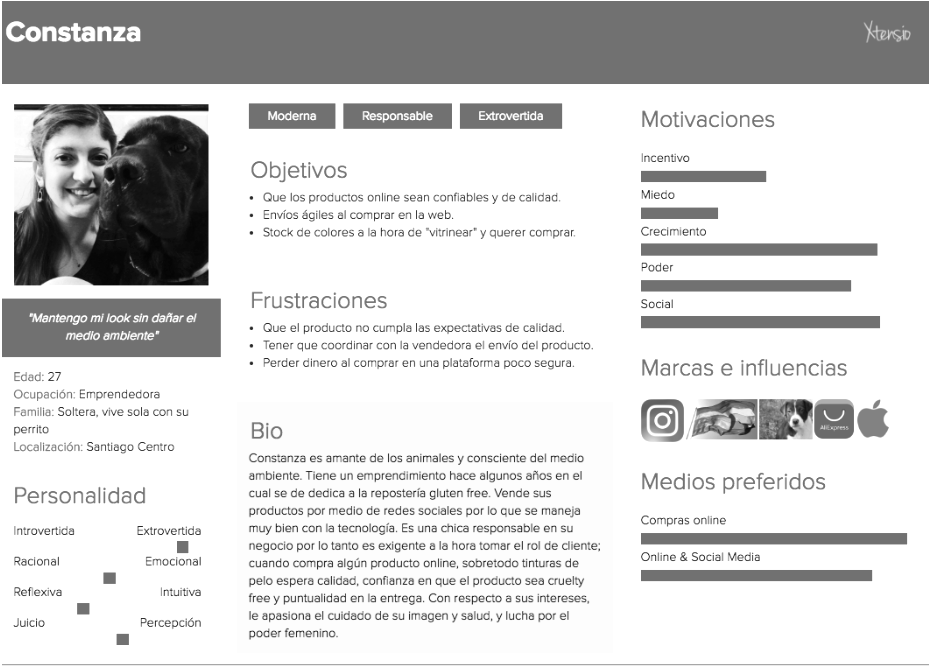 Constanza
Xtensio
"Mantengo mi look sin dañar el
medio ambiente"
Edad: 27
Ocupación: Emprendedora
Familia: Soltera, vive sola con su
perrito
Localización: Santiago Centro
Personalidad
Introvertida Extrovertida
Racional Emocional
Reflexiva Intuitiva
Juicio Percepción
Moderna Responsable Extrovertida
Objetivos
• Que los productos online sean confiables y de calidad.
• Envíos ágiles al comprar en la web.
• Stock de colores a la hora de "vitrinear" y querer comprar.
Frustraciones
• Que el producto no cumpla las expectativas de calidad.
• Tener que coordinar con la vendedora el envío del producto.
• Perder dinero al comprar en una plataforma poco segura.
Bio
Constanza es amante de los animales y consciente del medio
ambiente. Tiene un emprendimiento hace algunos años en el
cual se de dedica a la repostería gluten free. Vende sus
productos por medio de redes sociales por lo que se maneja
muy bien con la tecnología. Es una chica responsable en su
negocio por lo tanto es exigente a la hora tomar el rol de cliente;
cuando compra algún producto online, sobretodo tinturas de
pelo espera calidad, confianza en que el producto sea cruelty
free y puntualidad en la entrega. Con respecto a sus intereses,
le apasiona el cuidado de su imagen y salud, y lucha por el
poder femenino.
Motivaciones
Incentivo
Miedo
Crecimiento
Poder
Social
Marcas e influencias
AliExpress
Medios preferidos
Compras online
Online & Social Media